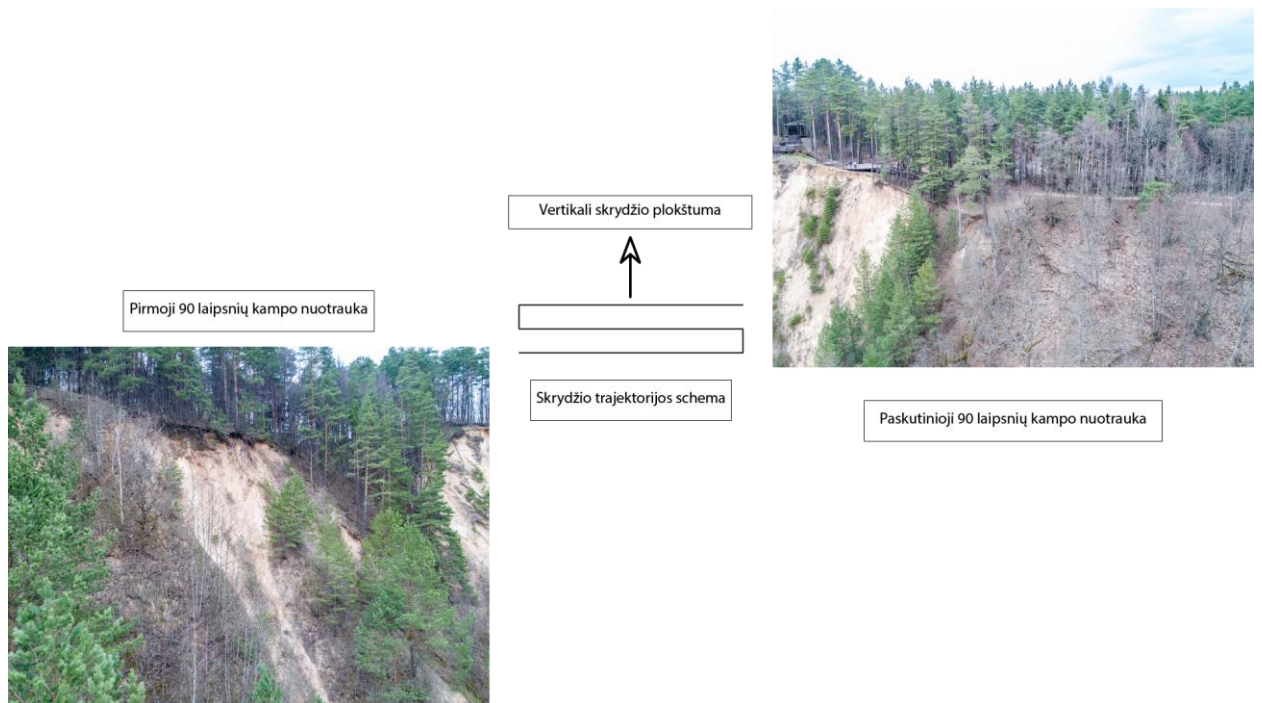 Vertikali skrydžio plokštuma
Pirmoji 90 laipsnių kampo nuotrauka
Skrydžio trajektorijos schema
Paskutinioji 90 laipsnių kampo nuotrauka